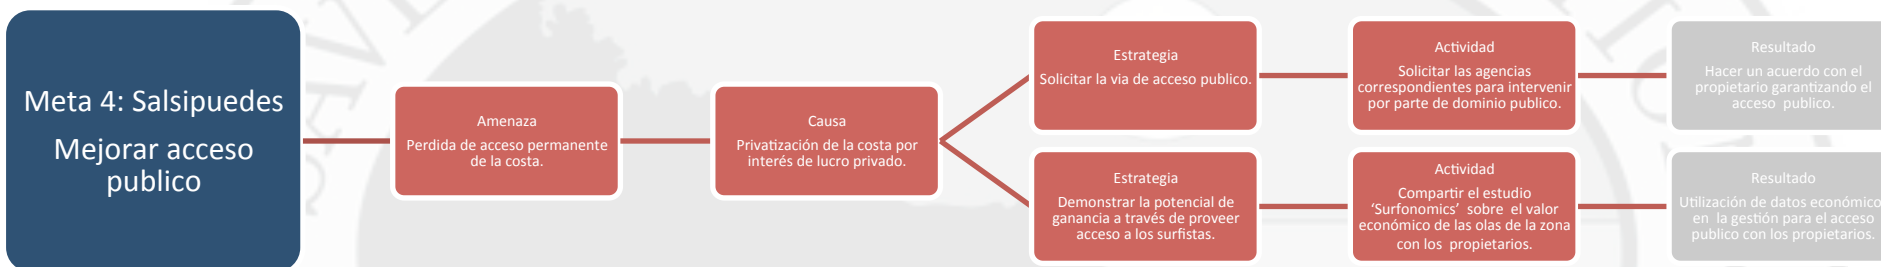 Meta 4: Salsipuedes
Mejorar acceso
publico
Amenaza
Perdida de acceso permanente
de la costa.
Causa
Privatización de la costa por
interés de lucro privado.
Estrategia
Solicitar la via de acceso publico.
Actividad
Solicitar las agencias
correspondientes para intervenir
por parte de dominio publico.
Resultado
Hacer un acuerdo con el
propietario garantizando el
acceso publico.
Estrategia
Demonstrar la potencial de
ganancia a través de proveer
acceso a los surfistas.
Actividad
Compartir el estudio
‘Surfonomics’ sobre el valor
económico de las olas de la zona
con los propietarios.
Resultado
Utilización de datos económico
en la gestión para el acceso
publico con los propietarios.